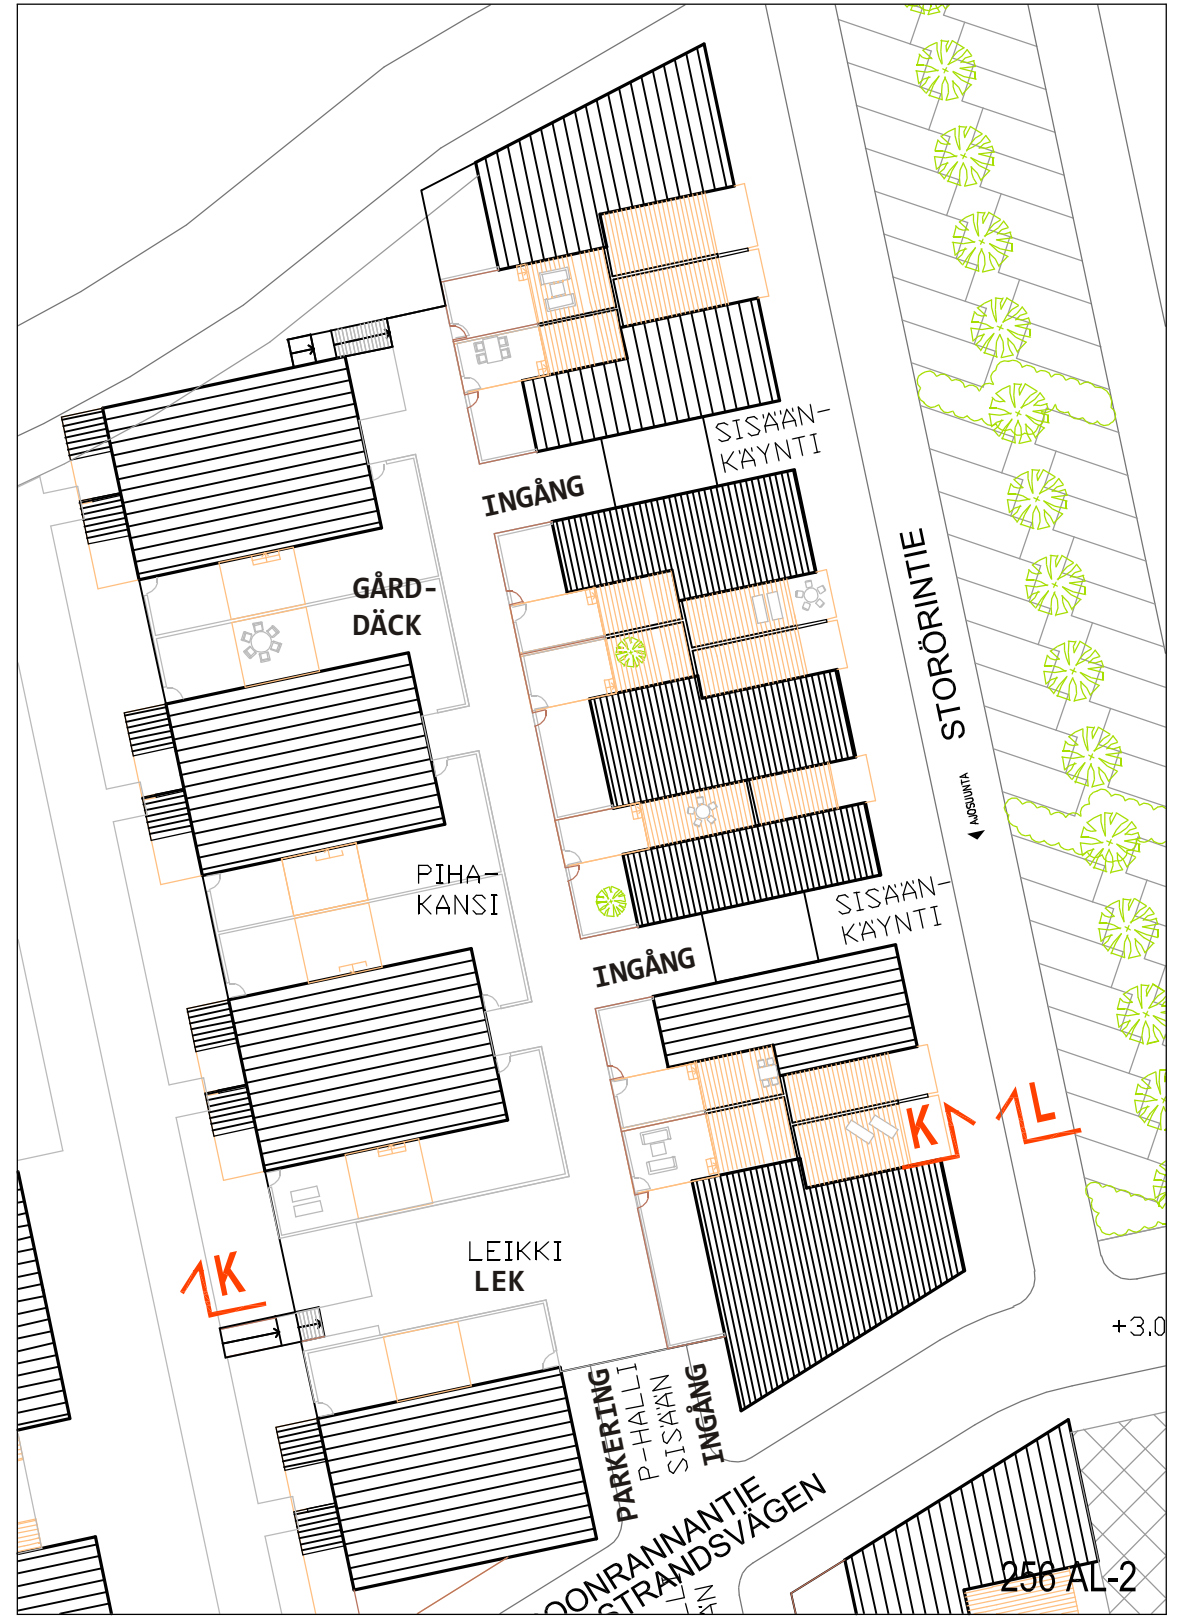 SISÄÄN-
KÄYNTI
INGÅNG
STORÖRINTIE
GÅRD-
DÄCK
AJOSUUNTA
PIHA-
KANSI
SISÄÄN-
KÄYNTI
INGÅNG
K
L
K
LEIKKI
LEK
+3.0
PARKERING
P-HALLI
SISÄÄN
INGÅNG
OONRANNANTIE
STRANDSVÄGEN
256 AL-2